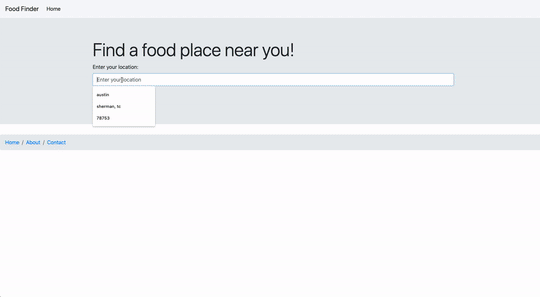 Food Finder Home
Find a food place near you!
Enter your location:
Enter your location
austin
sherman, tx
78753
Home / About / Contact